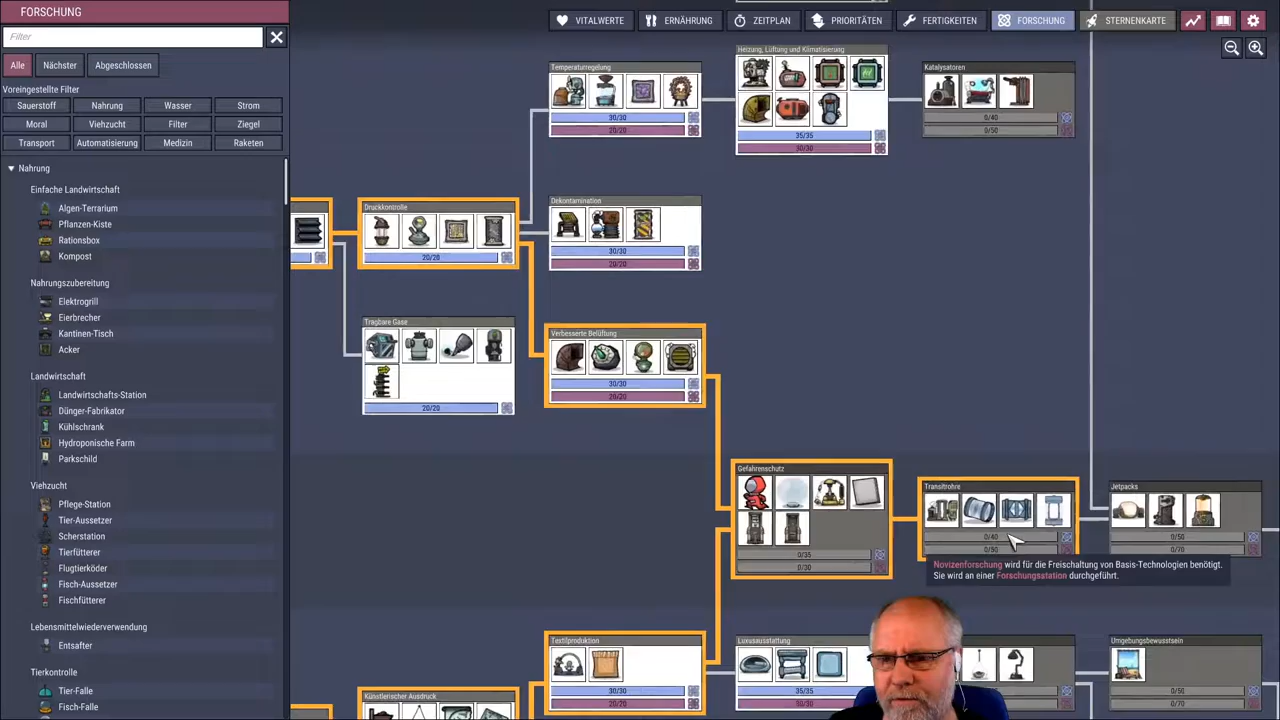 FORSCHUNG
VITALWERTE
ERNÄHRUNG
ZEITPLAN
PRIORITÄTEN
FERTIGKEITEN
FORSCHUNG
STERNENKARTE
Filter
Alle
Nächster
Abgeschlossen
Voreingestellte Filter
Sauerstoff
Nahrung
Wasser
Strom
Moral
Viehzucht
Filter
Ziegel
Transport
Automatisierung
Medizin
Raketen
Nahrung
Einfache Landwirtschaft
Algen-Terrarium
Pflanzen-Kiste
Rationsbox
Kompost
Nahrungszubereitung
Elektrogrill
Eierbrecher
Kantinen-Tisch
Acker
Landwirtschaft
Landwirtschafts-Station
Dünger-Fabrikator
Kühlschrank
Hydroponische Farm
Parkschild
Viehzucht
Pflege-Station
Tier-Aussetzer
Scherstation
Tierfütterer
Flugtierköder
Fisch-Aussetzer
Fischfütterer
Lebensmittelwiederverwendung
Entsafter
Tierkontrolle
Tier-Falle
Fisch-Falle
Temperaturregelung
30/30
20/20
Heizung, Lüftung und Klimatisierung
35/35
30/30
Katalysatoren
0/40
0/50
Druckkontrolle
20/20
Dekontamination
30/30
20/20
Tragbare Gase
20/20
Verbesserte Belüftung
30/30
20/20
Gefahrenschutz
0/35
0/30
Transitrohre
0/40
0/50
Jetpacks
0/50
0/70
Novizenforschung wird für die Freischaltung von Basis-Technologien benötigt.
Sie wird an einer Forschungsstation durchgeführt.
Textilproduktion
30/30
20/20
Luxusausstattung
35/35
30/30
Umgebungsbewusstsein
0/50
0/70
Künstlerischer Ausdruck